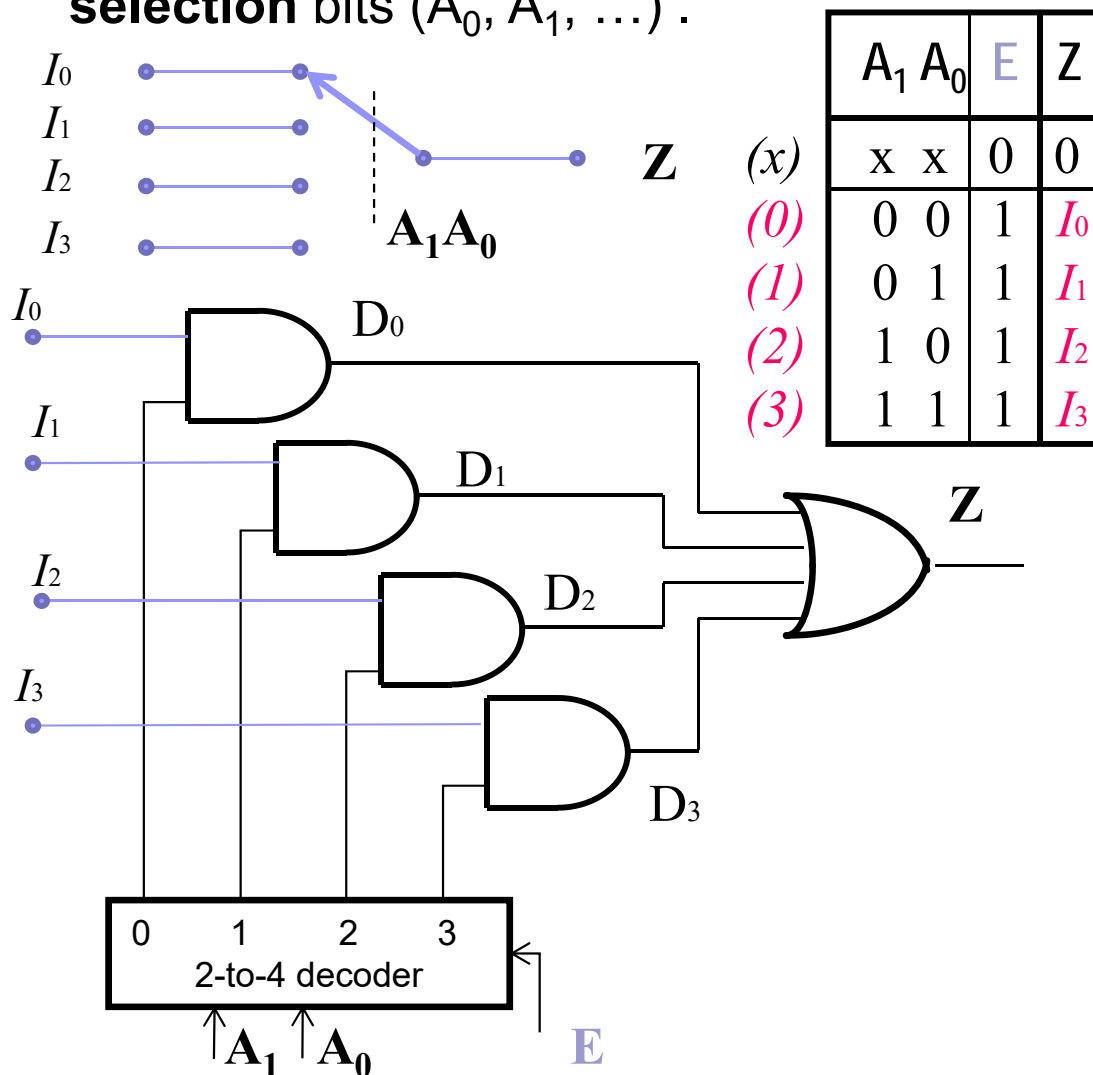 selection bits (A0, A1, …) .
I0
I1
I2
I3
Z
A1A0
A1 A0 E Z
(x) x x 0 0
(0) 0 0 1 I0
(1) 0 1 1 I1
(2) 1 0 1 I2
(3) 1 1 1 I3
I0
D0
I1
D1
Z
I2
D2
I3
D3
0 1 2 3
2-to-4 decoder
A1 A0 E